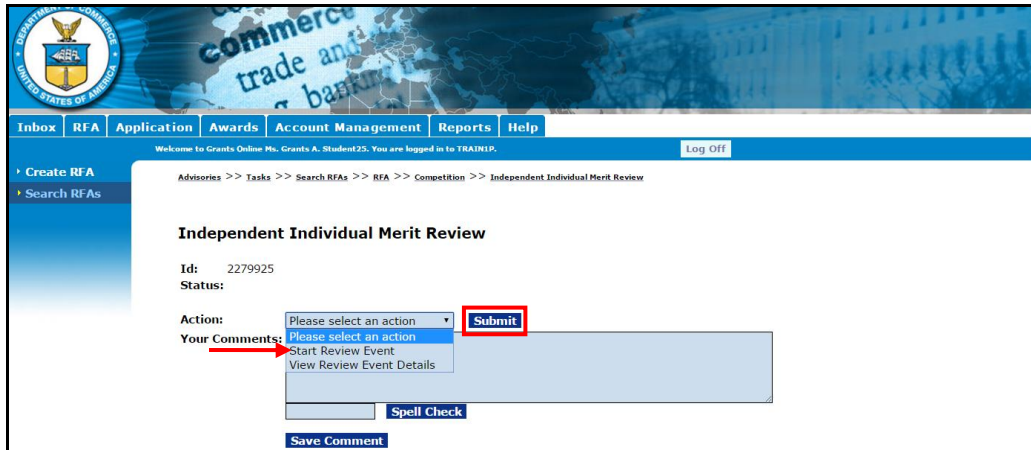 DEPARTMENT OF COMMERCE
UNITED STATES OF AMERICA
commerce
trade and
banking
Inbox RFA Application Awards Account Management Reports Help
Welcome to Grants Online Ms. Grants A. Student25. You are logged in to TRAIN1P. Log Off
Create RFA
Search RFAs
Advisories >> Tasks >> Search RFAs >> RFA >> Competition >> Independent Individual Merit Review
Independent Individual Merit Review
Id: 2279925
Status:
Action: Please select an action Submit
Your Comments: Please select an action
Start Review Event
View Review Event Details
Spell Check
Save Comment